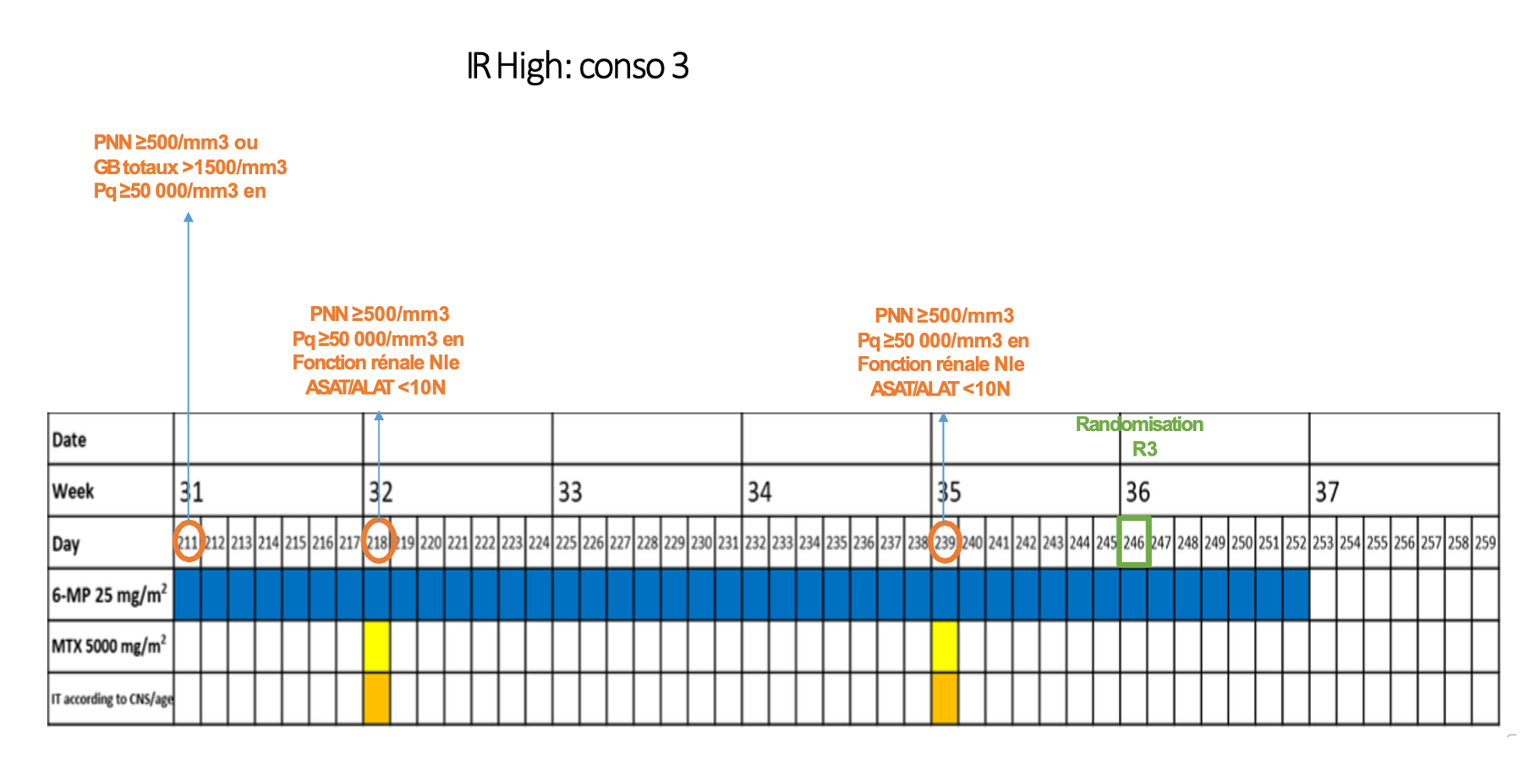 IR High: conso 3
PNN ≥500/mm3 ou
GB totaux >1500/mm3
Pq ≥50 000/mm3 en
PNN ≥500/mm3
Pq ≥50 000/mm3 en
Fonction rénale Nle
ASAT/ALAT <10N
PNN ≥500/mm3
Pq ≥50 000/mm3 en
Fonction rénale Nle
ASAT/ALAT <10N
Date
Randomisation
R3
Week 31 32 33 34 35 36 37
Day 211 212 213 214 215 216 217 218 219 220 221 222 223 224 225 226 227 228 229 230 231 232 233 234 235 236 237 238 239 240 241 242 243 244 245 246 247 248 249 250 251 252 253 254 255 256 257 258 259
6-MP 25 mg/m²
MTX 5000 mg/m²
IT according to CNS/age